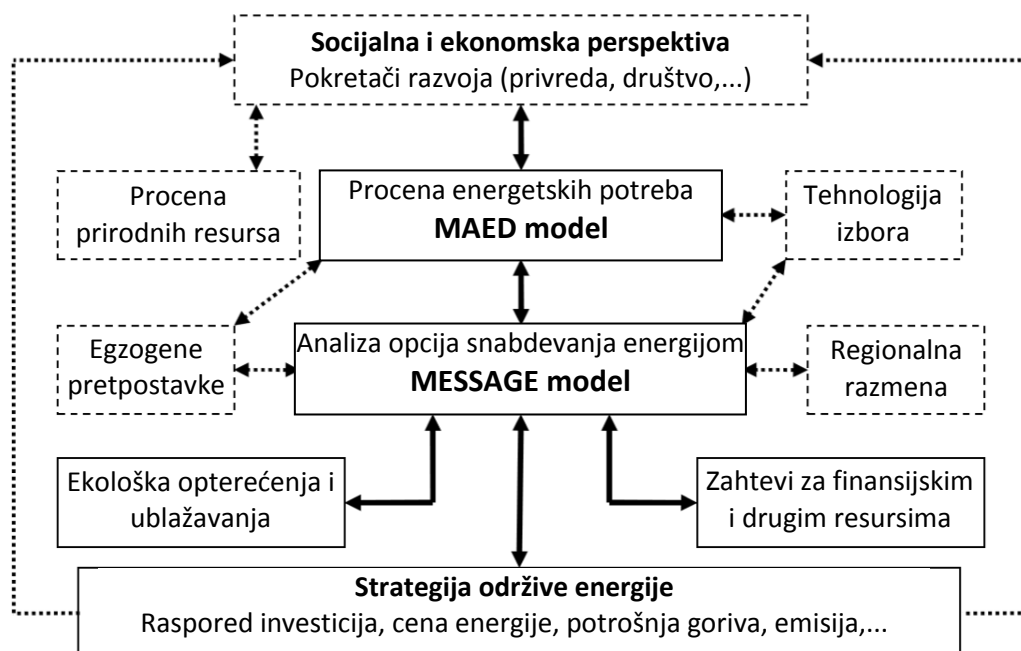 Socijalna i ekonomska perspektiva
Pokretači razvoja (privreda, društvo,...)
Procena
prirodnih resursa
Procena energetskih potreba
MAED model
Tehnologija
izbora
Egzogene
pretpostavke
Analiza opcija snabdevanja energijom
MESSAGE model
Regionalna
razmena
Ekološka opterećenja i
ublažavanja
Zahtevi za finansijskim
i drugim resursima
Strategija održive energije
Raspored investicija, cena energije, potrošnja goriva, emisija,...